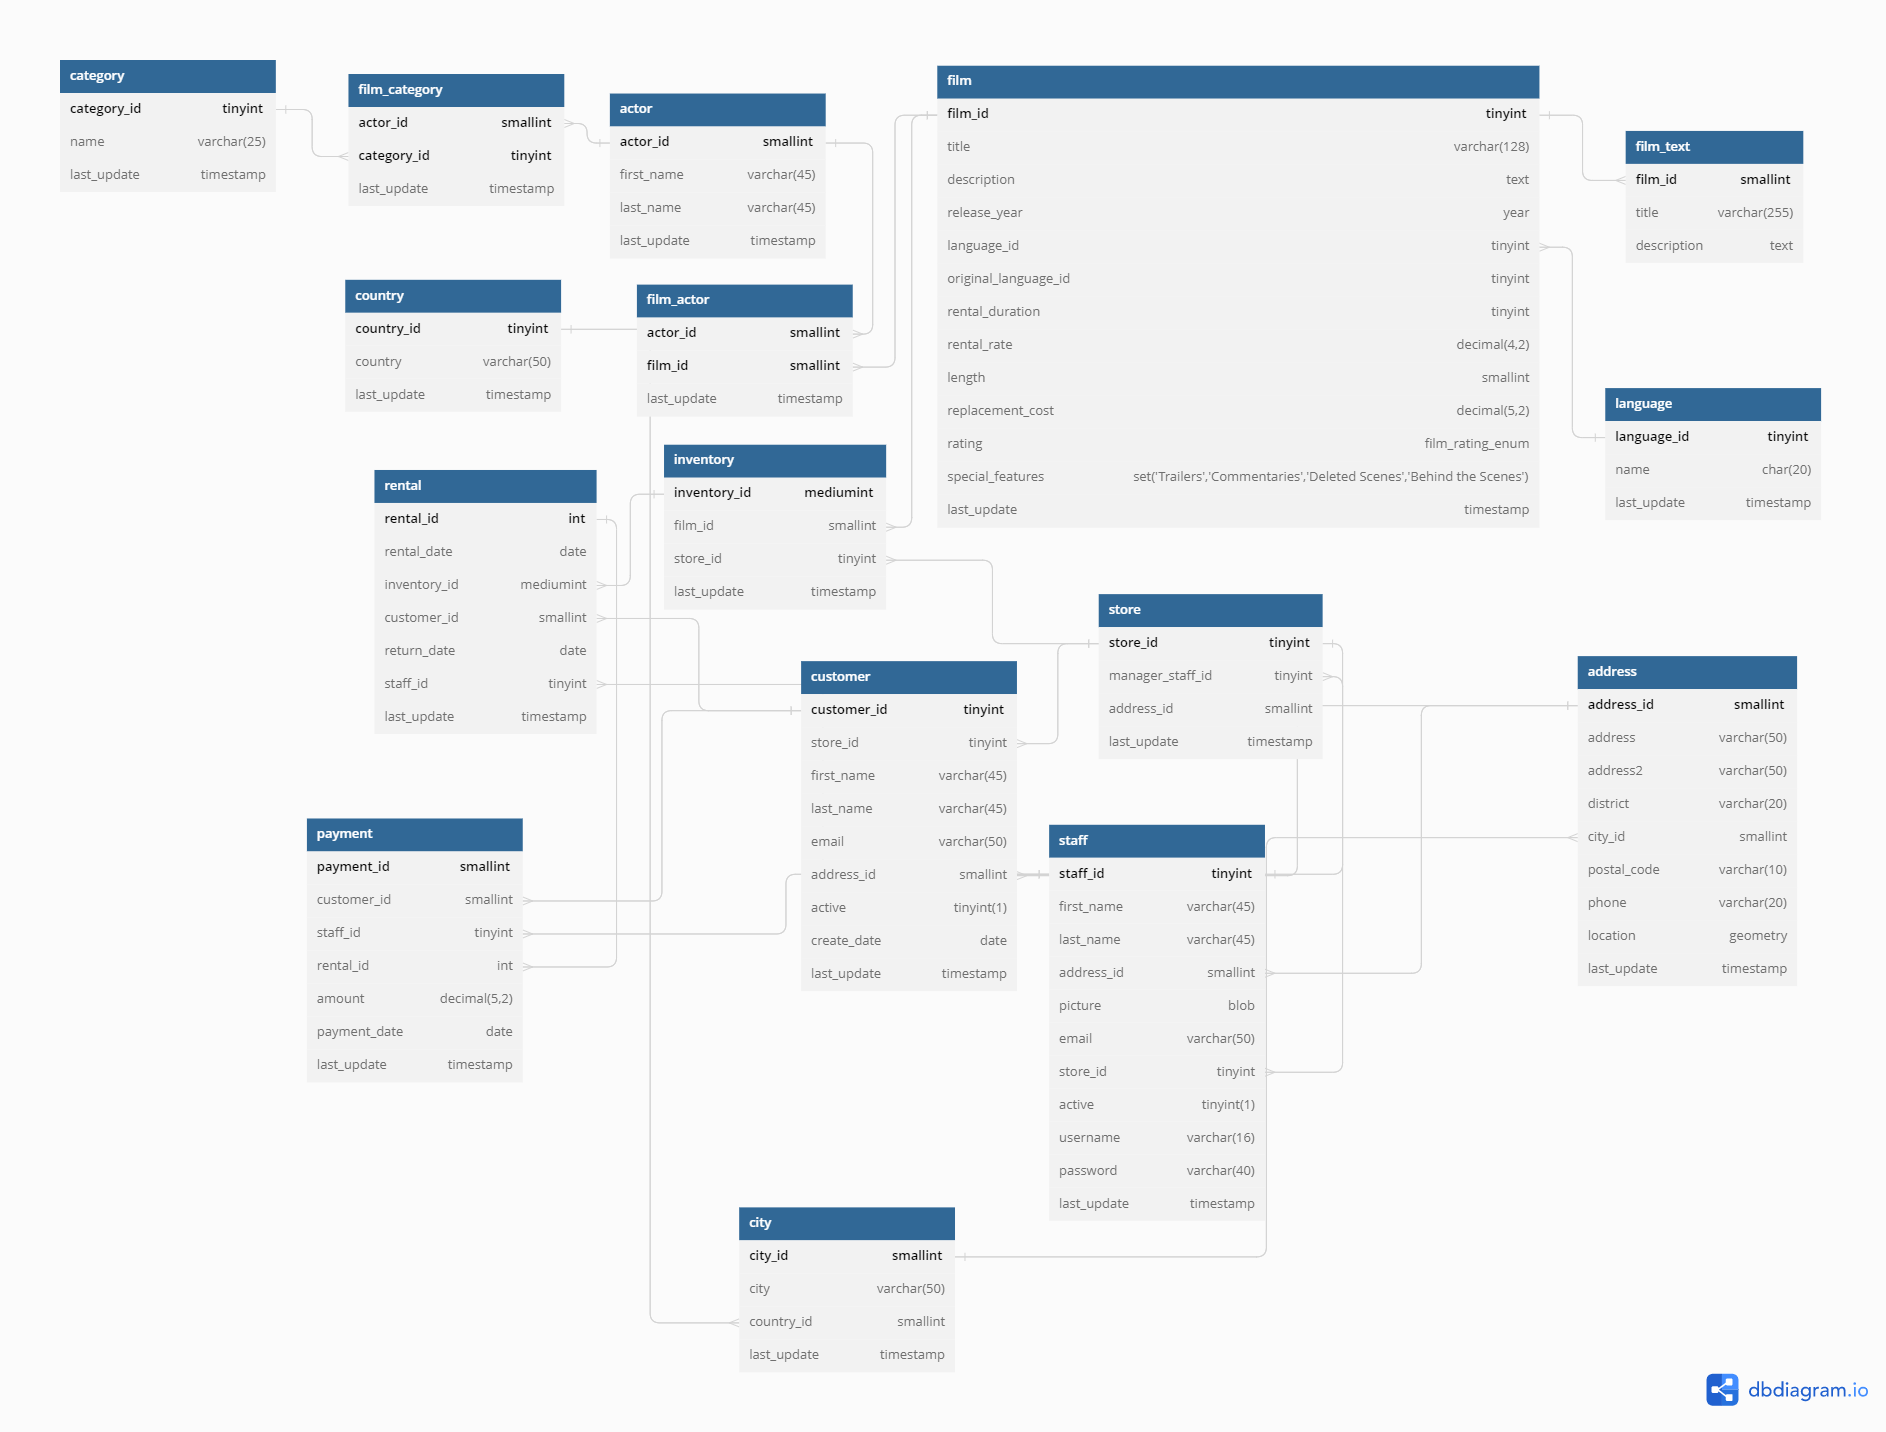 category
category_id tinyint
name varchar(25)
last_update timestamp
film_category
actor_id smallint
category_id tinyint
last_update timestamp
actor
actor_id smallint
first_name varchar(45)
last_name varchar(45)
last_update timestamp
film
film_id tinyint
title varchar(128)
description text
release_year year
language_id tinyint
original_language_id tinyint
rental_duration tinyint
rental_rate decimal(4,2)
length smallint
replacement_cost decimal(5,2)
rating film_rating_enum
special_features set('Trailers','Commentaries','Deleted Scenes','Behind the Scenes')
last_update timestamp
film_text
film_id smallint
title varchar(255)
description text
country
country_id tinyint
country varchar(50)
last_update timestamp
film_actor
actor_id smallint
film_id smallint
last_update timestamp
language
language_id tinyint
name char(20)
last_update timestamp
rental
rental_id int
rental_date date
inventory_id mediumint
customer_id smallint
return_date date
staff_id tinyint
last_update timestamp
inventory
inventory_id mediumint
film_id smallint
store_id tinyint
last_update timestamp
store
store_id tinyint
manager_staff_id tinyint
address_id smallint
last_update timestamp
customer
customer_id tinyint
store_id tinyint
first_name varchar(45)
last_name varchar(45)
email varchar(50)
address_id smallint
active tinyint(1)
create_date date
last_update timestamp
address
address_id smallint
address varchar(50)
address2 varchar(50)
district varchar(20)
city_id smallint
postal_code varchar(10)
phone varchar(20)
location geometry
last_update timestamp
payment
payment_id smallint
customer_id smallint
staff_id tinyint
rental_id int
amount decimal(5,2)
payment_date date
last_update timestamp
staff
staff_id tinyint
first_name varchar(45)
last_name varchar(45)
address_id smallint
picture blob
email varchar(50)
store_id tinyint
active tinyint(1)
username varchar(16)
password varchar(40)
last_update timestamp
city
city_id smallint
city varchar(50)
country_id smallint
last_update timestamp
dbdiagram.io